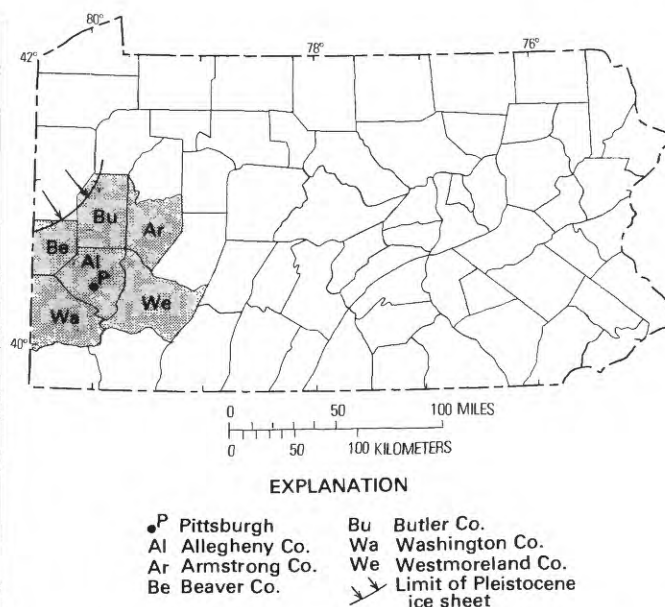 80°
42°
78°
76°
Bu
Ar
Be
Al
P
We
Wa
40°
0 50 100 MILES
0 50 100 KILOMETERS
EXPLANATION
P Pittsburgh
Al Allegheny Co.
Ar Armstrong Co.
Be Beaver Co.
Bu Butler Co.
Wa Washington Co.
We Westmoreland Co.
Limit of Pleistocene
ice sheet